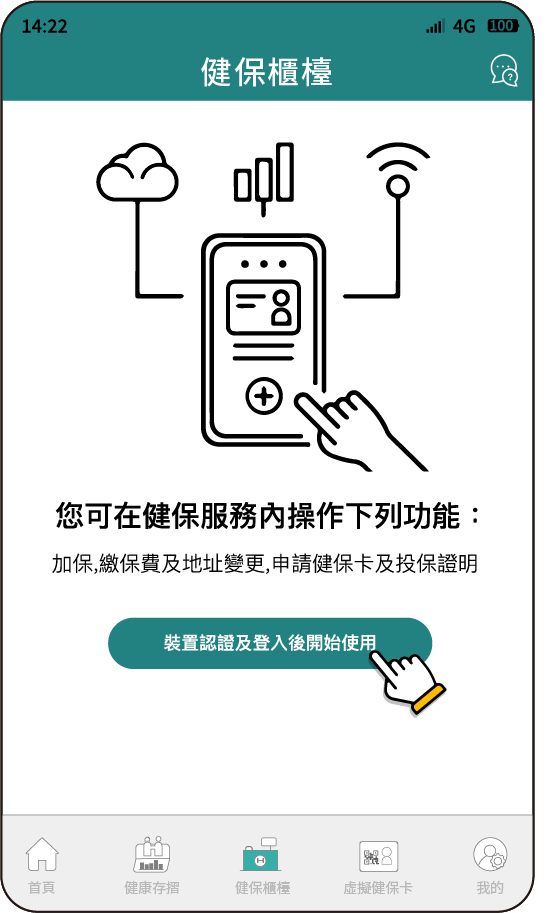 14:22
4G
100
健保櫃檯
您可在健保服務內操作下列功能：
加保,繳保費及地址變更,申請健保卡及投保證明
裝置認證及登入後開始使用
首頁
健康存摺
健保櫃檯
虛擬健保卡
我的